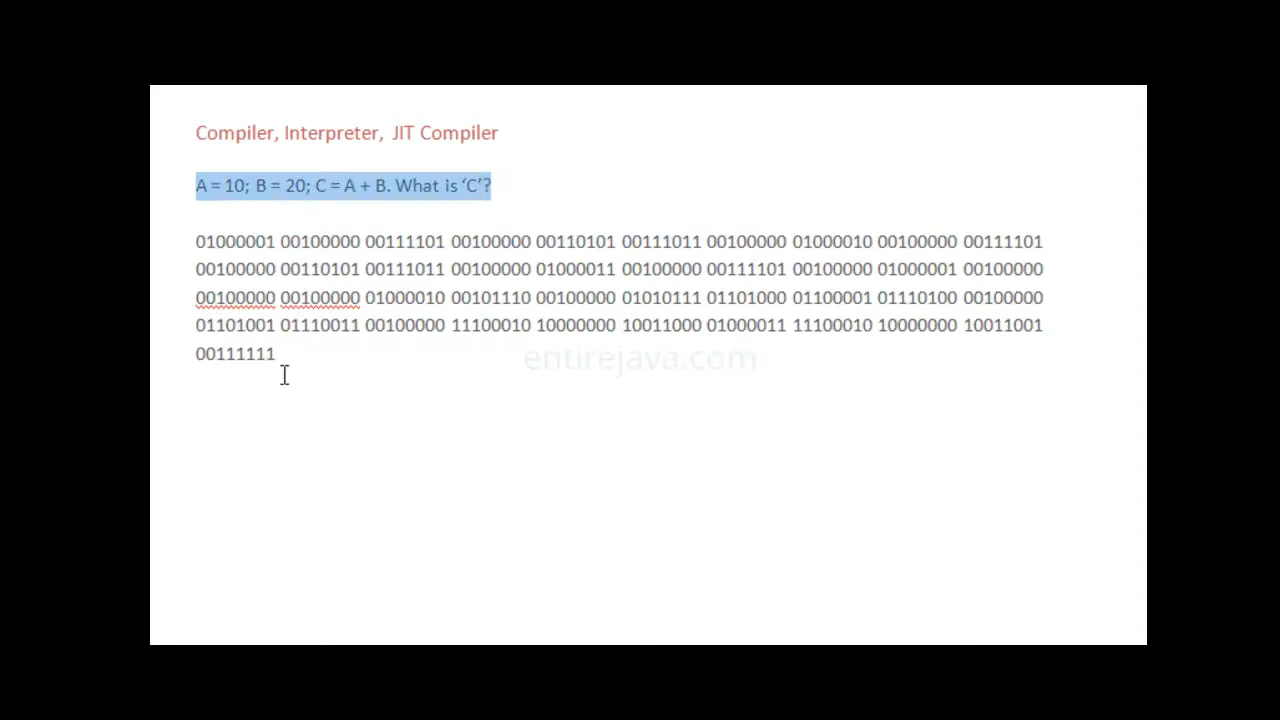 Compiler, Interpreter, JIT Compiler
A = 10; B = 20; C = A + B. What is ‘C’?
01000001 00100000 00111101 00100000 00110101 00111011 00100000 01000010 00100000 00111101
00100000 00110101 00111011 00100000 01000011 00100000 00111101 00100000 01000001 00100000
00100000 00100000 01000010 00101110 00100000 01010111 01101000 01100001 01110100 00100000
01101001 01110011 00100000 11100010 10000000 10011000 01000011 11100010 10000000 10011001
00111111
entirejava.com